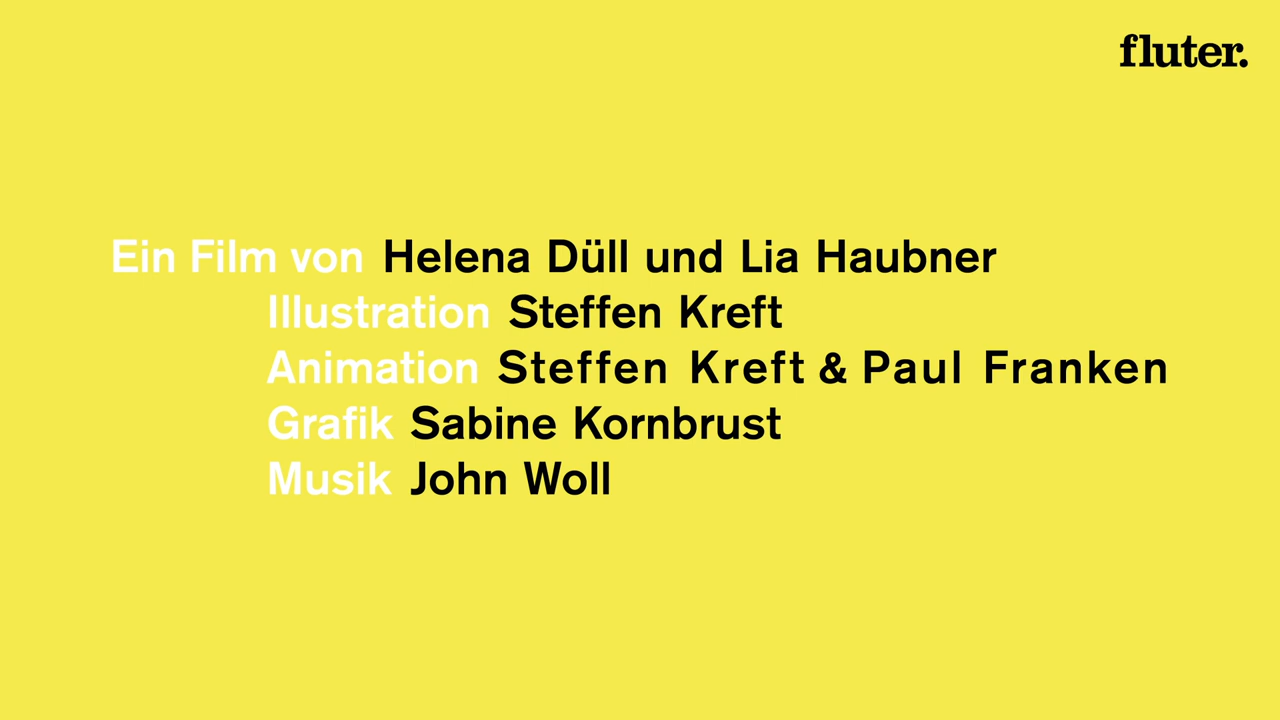 fluter.
Ein Film von Helena Düll und Lia Haubner
Illustration Steffen Kreft
Animation Steffen Kreft & Paul Franken
Grafik Sabine Kornbrust
Musik John Woll